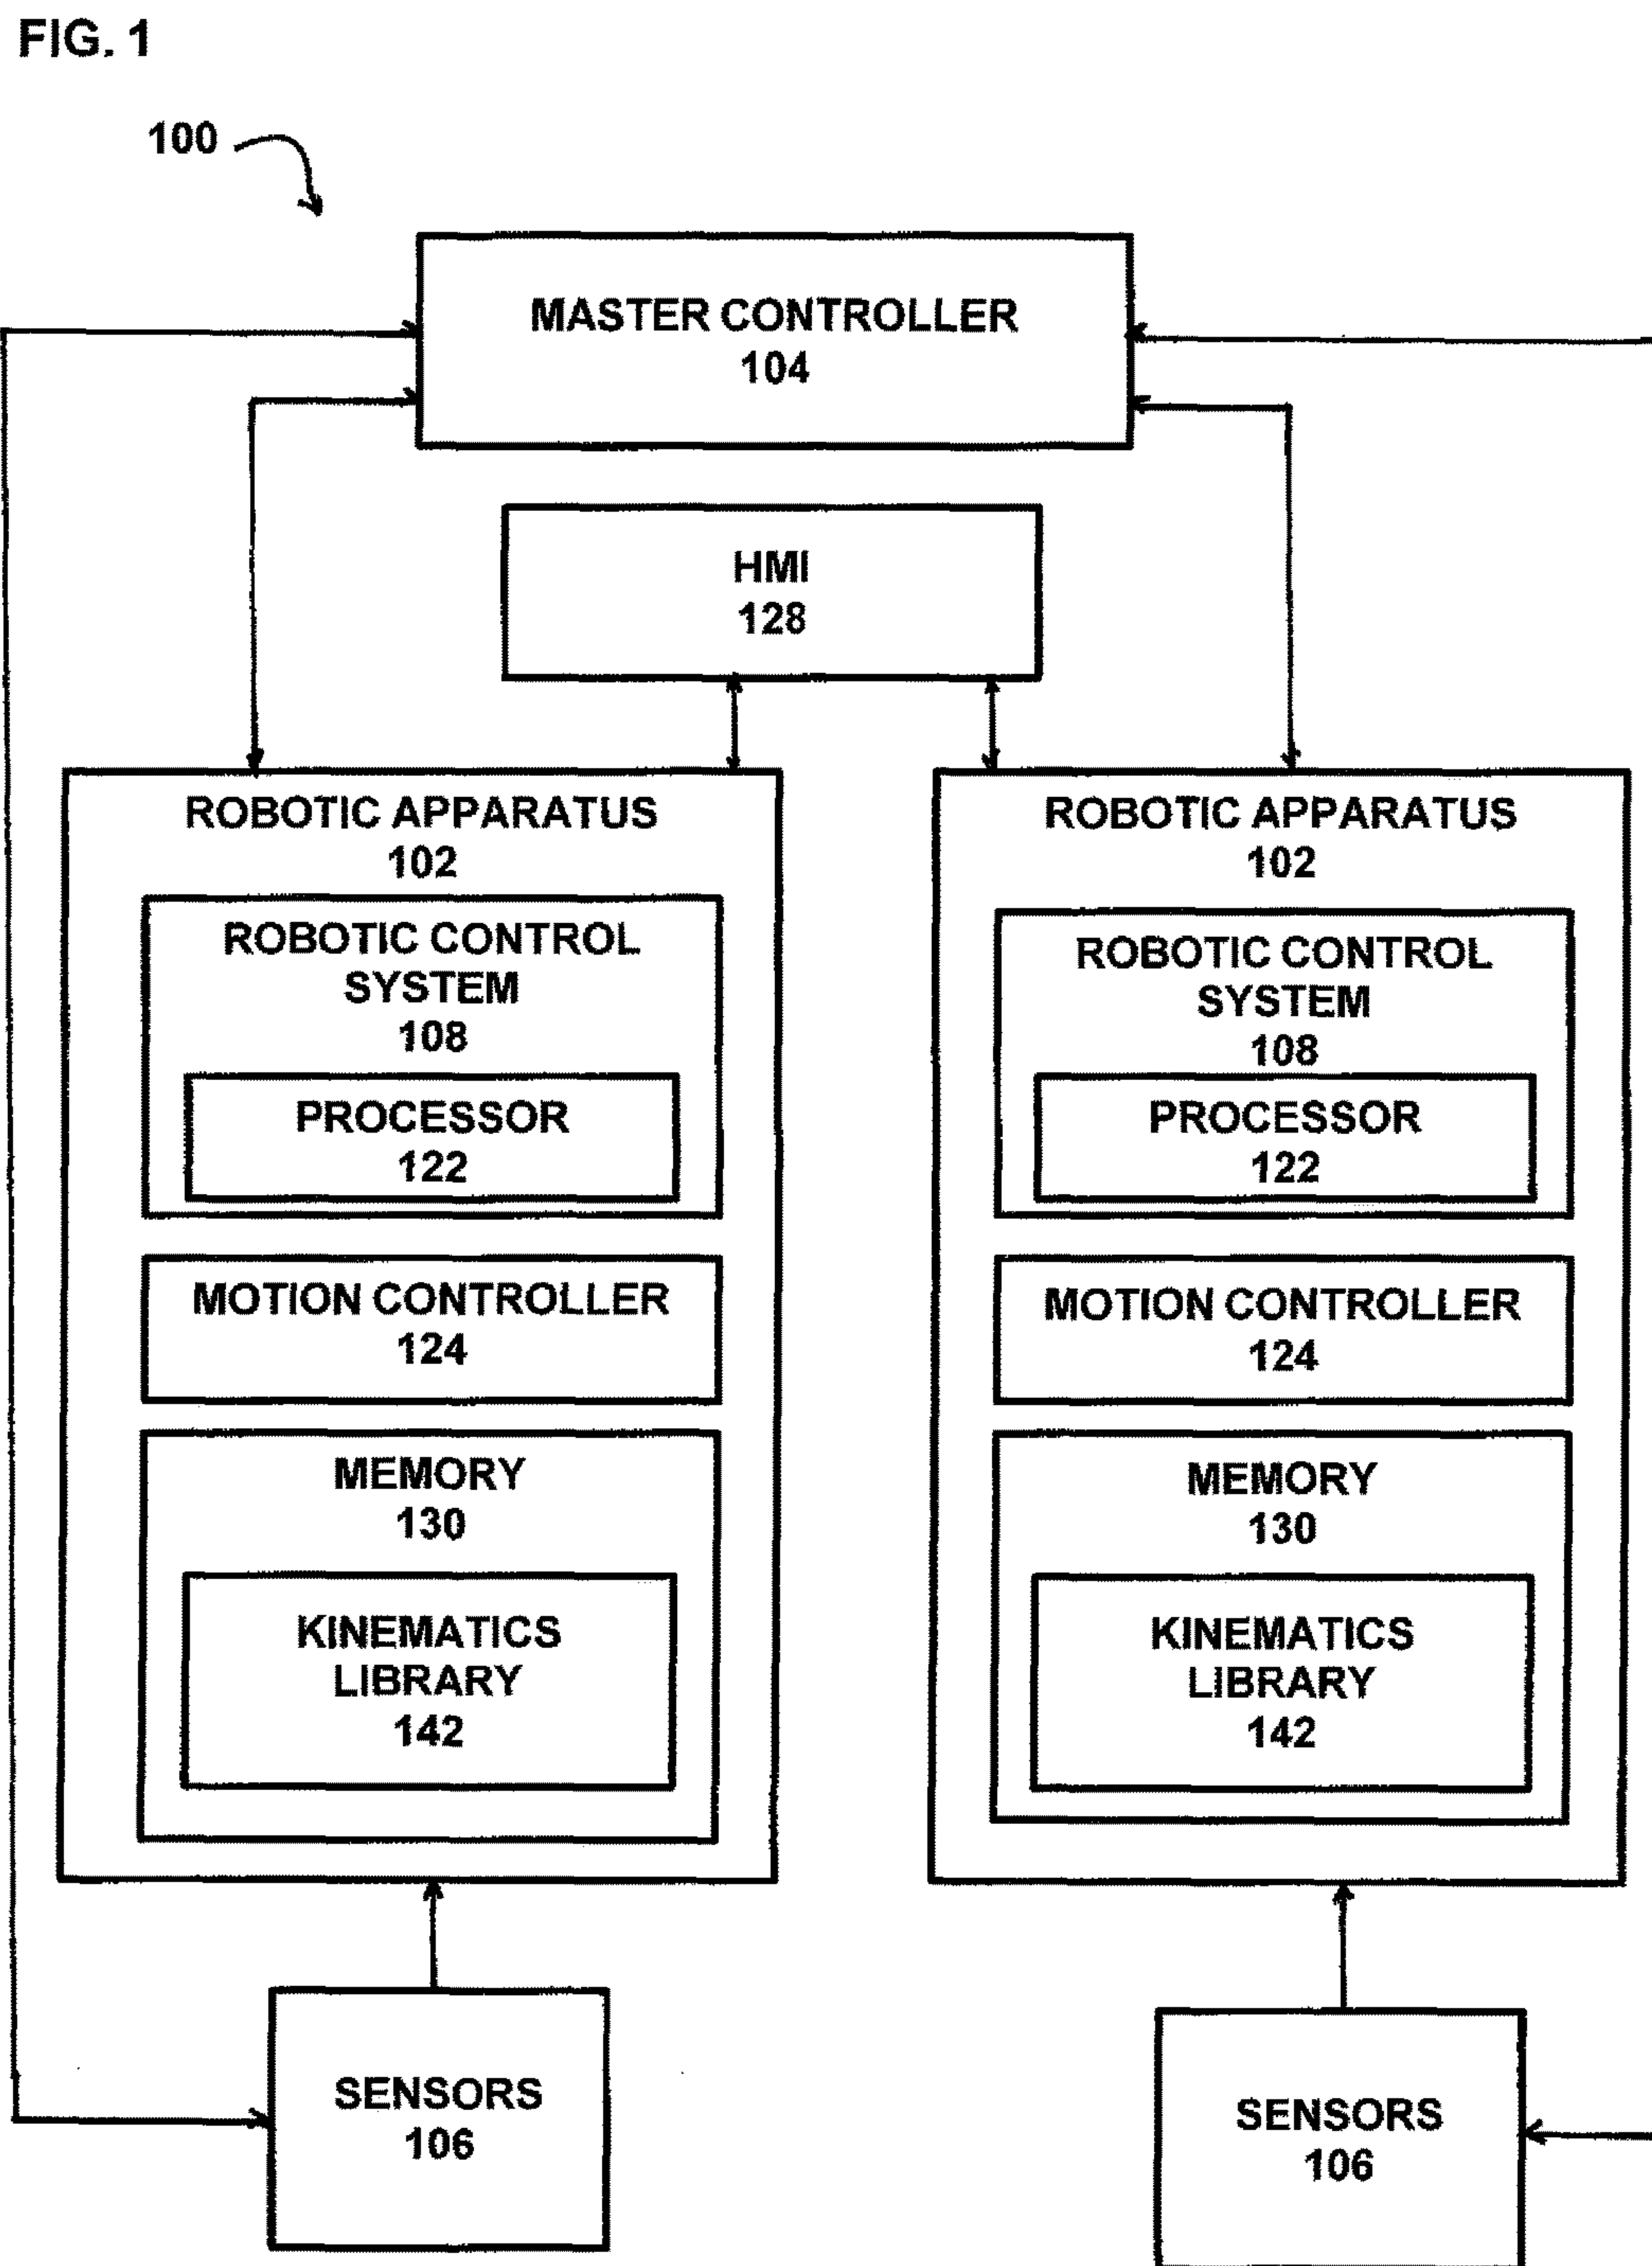 FIG. 1
100
MASTER CONTROLLER
104
HMI
128
ROBOTIC APPARATUS
102
ROBOTIC CONTROL
SYSTEM
108
PROCESSOR
122
MOTION CONTROLLER
124
MEMORY
130
KINEMATICS
LIBRARY
142
SENSORS
106
ROBOTIC APPARATUS
102
ROBOTIC CONTROL
SYSTEM
108
PROCESSOR
122
MOTION CONTROLLER
124
MEMORY
130
KINEMATICS
LIBRARY
142
SENSORS
106